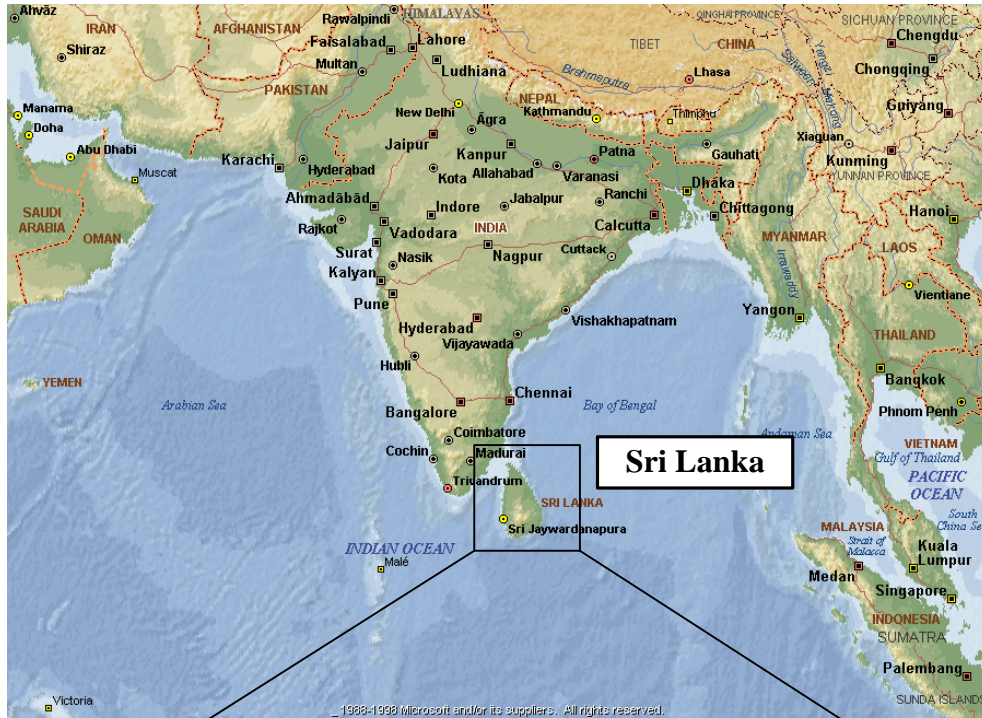 Ahvāz
IRAN
Shiraz
AFGHANISTAN
Rawalpindi
HIMALAYAS
QINGHAI PROVINCE
SICHUAN PROVINCE
Chengdu
Faisalabad
Lahore
TIBET
CHINA
Yangzi
Multan
Ludhiana
Salween
Chongqing
PAKISTAN
Brahmaputra
Lhasa
Mekong
Manama
New Delhi
NEPAL
Kathmandu
Thimphu
Guiyang
Doha
Āgra
Xiaguan
Abu Dhabi
Jaipur
Kanpur
Patna
Gauhati
Kunming
Karachi
Hyderabad
Kota
Allahabad
Varanasi
YUNNAN PROVINCE
Muscat
Dhaka
Ahmadābād
Jabalpur
Ranchi
Hanoi
SAUDI
ARABIA
OMAN
Rajkot
Indore
INDIA
Calcutta
Chittagong
Vadodara
MYANMAR
LAOS
Surat
Nasik
Nagpur
Cuttack
Irrawaddy
Kalyan
Vientiane
Pune
Yangon
Hyderabad
Vishakhapatnam
Vijayawada
THAILAND
Hubli
Bangkok
YEMEN
Arabian Sea
Bangalore
Chennai
Bay of Bengal
Phnom Penh
Coimbatore
Andaman Sea
Cochin
Madurai
Sri Lanka
VIETNAM
Gulf of Thailand
Trivandrum
PACIFIC
OCEAN
SRI LANKA
South
China Se
Sri Jaywardanapura
MALAYSIA
Strait of
Malacca
INDIAN OCEAN
Malé
Kuala
Lumpur
Medan
Singapore
INDONESIA
SUMATRA
Palembang
Victoria
SUNDA ISLANDS
1988-1998 Microsoft and/or its suppliers. All rights reserved.